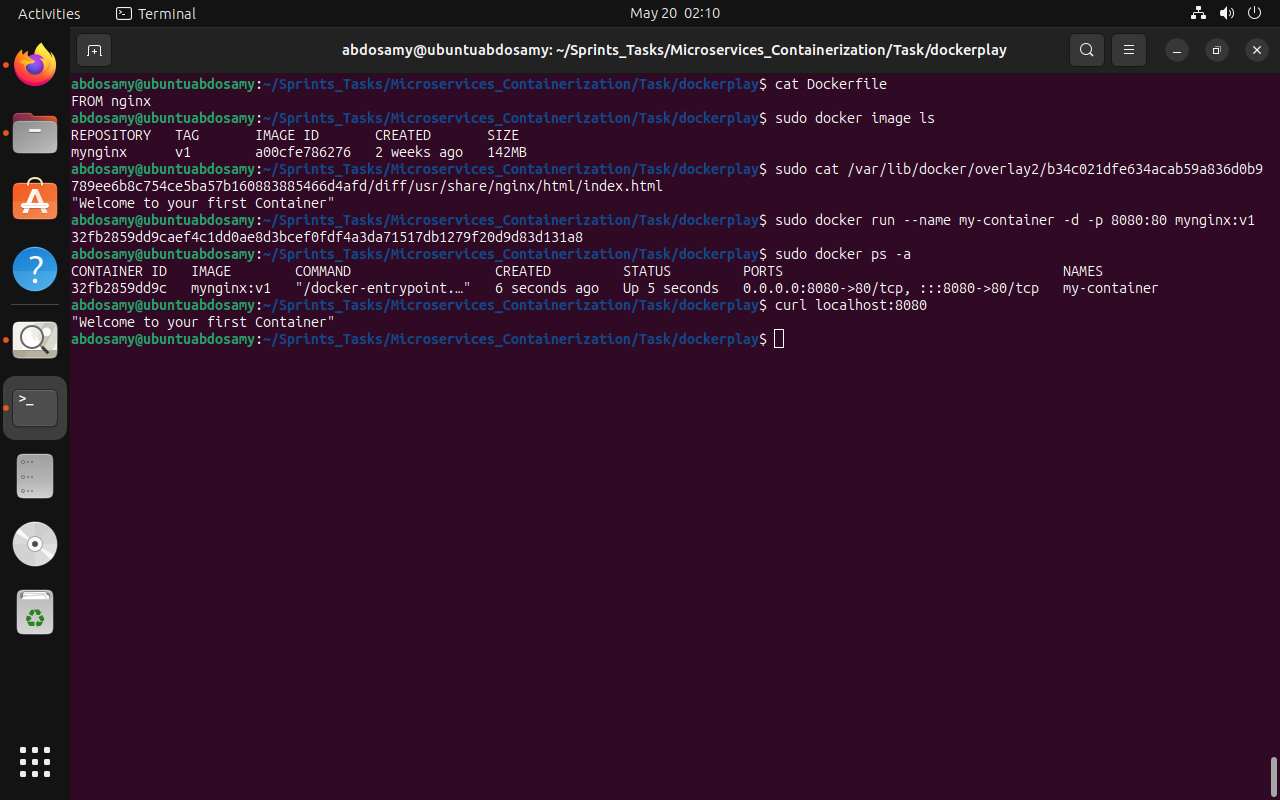 Activities Terminal May 20 02:10
abdosamy@ubuntuabdosamy: ~/Sprints_Tasks/Microservices_Containerization/Task/dockerplay
abdosamy@ubuntuabdosamy:~/Sprints_Tasks/Microservices_Containerization/Task/dockerplay$ cat Dockerfile
FROM nginx
abdosamy@ubuntuabdosamy:~/Sprints_Tasks/Microservices_Containerization/Task/dockerplay$ sudo docker image ls
REPOSITORY TAG IMAGE ID CREATED SIZE
mynginx v1 a00cfe786276 2 weeks ago 142MB
abdosamy@ubuntuabdosamy:~/Sprints_Tasks/Microservices_Containerization/Task/dockerplay$ sudo cat /var/lib/docker/overlay2/b34c021dfe634acab59a836d0b9
789ee6b8c754ce5ba57b160883885466d4afd/diff/usr/share/nginx/html/index.html
"Welcome to your first Container"
abdosamy@ubuntuabdosamy:~/Sprints_Tasks/Microservices_Containerization/Task/dockerplay$ sudo docker run --name my-container -d -p 8080:80 mynginx:v1
32fb2859dd9caef4c1dd0ae8d3bcef0fdf4a3da71517db1279f20d9d83d131a8
abdosamy@ubuntuabdosamy:~/Sprints_Tasks/Microservices_Containerization/Task/dockerplay$ sudo docker ps -a
CONTAINER ID IMAGE COMMAND CREATED STATUS PORTS NAMES
32fb2859dd9c mynginx:v1 "/docker-entrypoint.…" 6 seconds ago Up 5 seconds 0.0.0.0:8080->80/tcp, :::8080->80/tcp my-container
abdosamy@ubuntuabdosamy:~/Sprints_Tasks/Microservices_Containerization/Task/dockerplay$ curl localhost:8080
"Welcome to your first Container"
abdosamy@ubuntuabdosamy:~/Sprints_Tasks/Microservices_Containerization/Task/dockerplay$